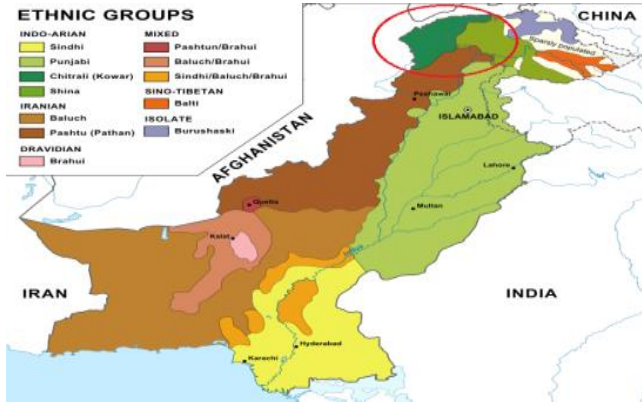 ETHNIC GROUPS
INDO-ARIAN
Sindhi
Punjabi
Chitrali (Kowar)
Shina
IRANIAN
Baluch
Pashtu (Pathan)
DRAVIDIAN
Brahui
MIXED
Pashtun/Brahui
Baluch/Brahui
Sindhi/Baluch/Brahui
SINO-TIBETAN
Balti
ISOLATE
Burushaski
CHINA
Sparsly populated
Peshawar
ISLAMABAD
AFGHANISTAN
Lahore
Quetta
Multan
Kalat
Indus
IRAN
INDIA
Hyderabad
Karachi